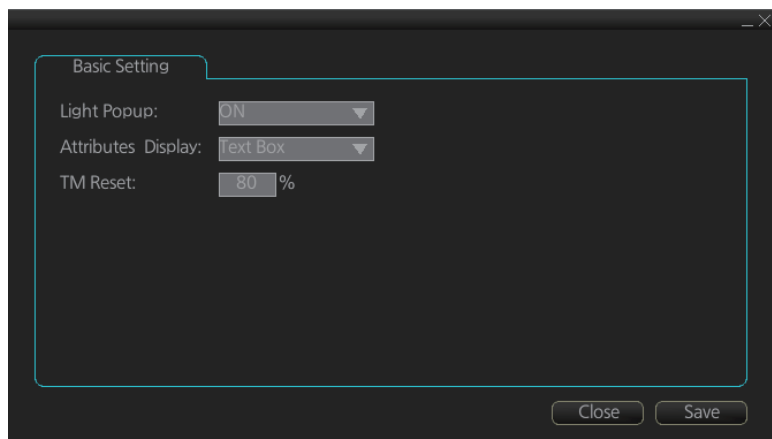 Basic Setting
Light Popup: ON
Attributes Display: Text Box
TM Reset: 80 %
Close Save